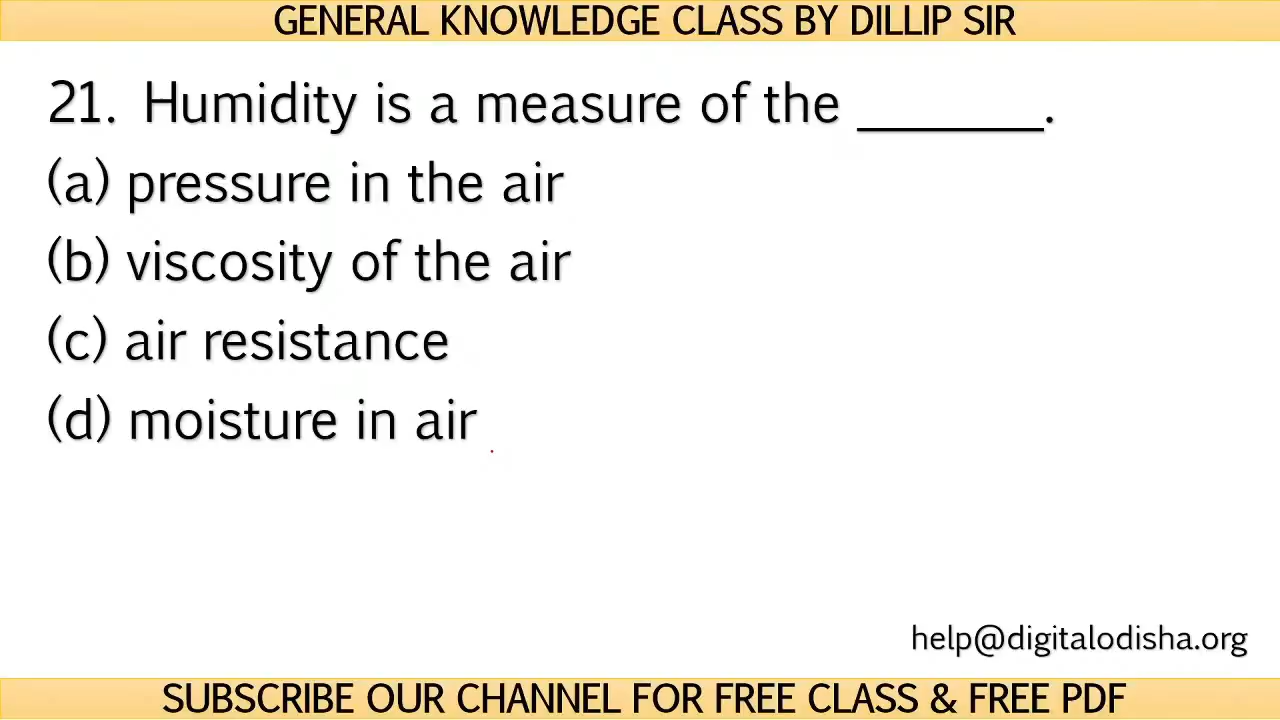 GENERAL KNOWLEDGE CLASS BY DILLIP SIR
21. Humidity is a measure of the ______.
(a) pressure in the air
(b) viscosity of the air
(c) air resistance
(d) moisture in air
help@digitalodisha.org
SUBSCRIBE OUR CHANNEL FOR FREE CLASS & FREE PDF